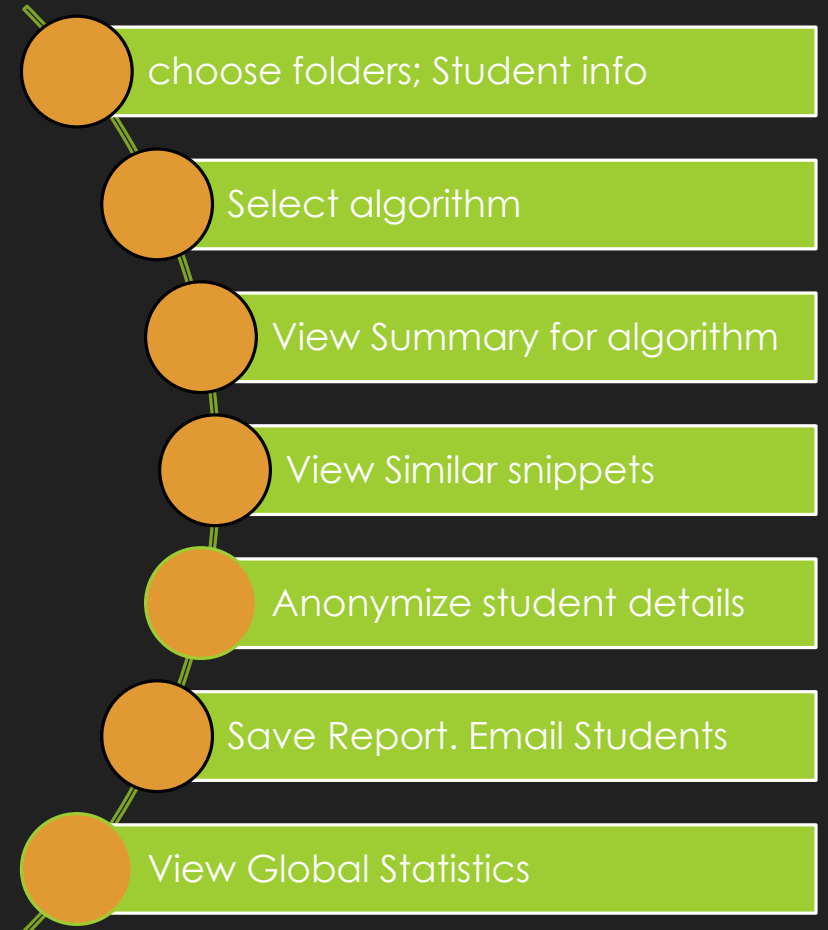 choose folders; Student info
Select algorithm
View Summary for algorithm
View Similar snippets
Anonymize student details
Save Report. Email Students
View Global Statistics